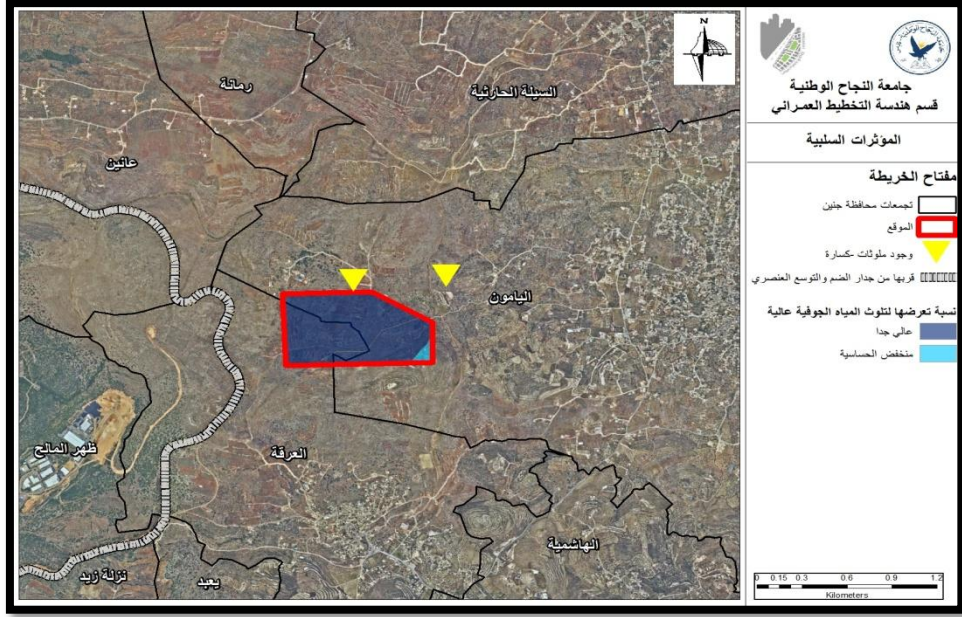 جامعة النجاح الوطنية
قسم هندسة التخطيط العمراني
المؤثرات السلبية
مفتاح الخريطة
تجمعات محافظة جنين
الموقع
وجود ملوثات -كسارة
قربها من جدار الضم والتوسع العنصري
نسبة تعرضها لتلوث المياه الجوفية عالية
عالي جدا
منخفض الحساسية
0 0.15 0.3 0.6 0.9 1.2
Kilometers
N
رمانة
السيلة الحارثية
عانين
اليامون
ظهر المالح
العرقة
الهاشمية
نزلة زيد
يعبد